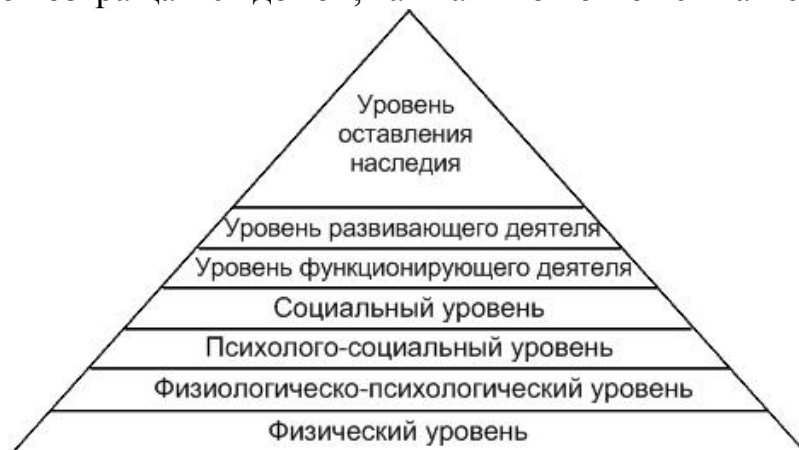 Уровень
оставления
наследия
Уровень развивающего деятеля
Уровень функционирующего деятеля
Социальный уровень
Психолого-социальный уровень
Физиологическо-психологический уровень
Физический уровень